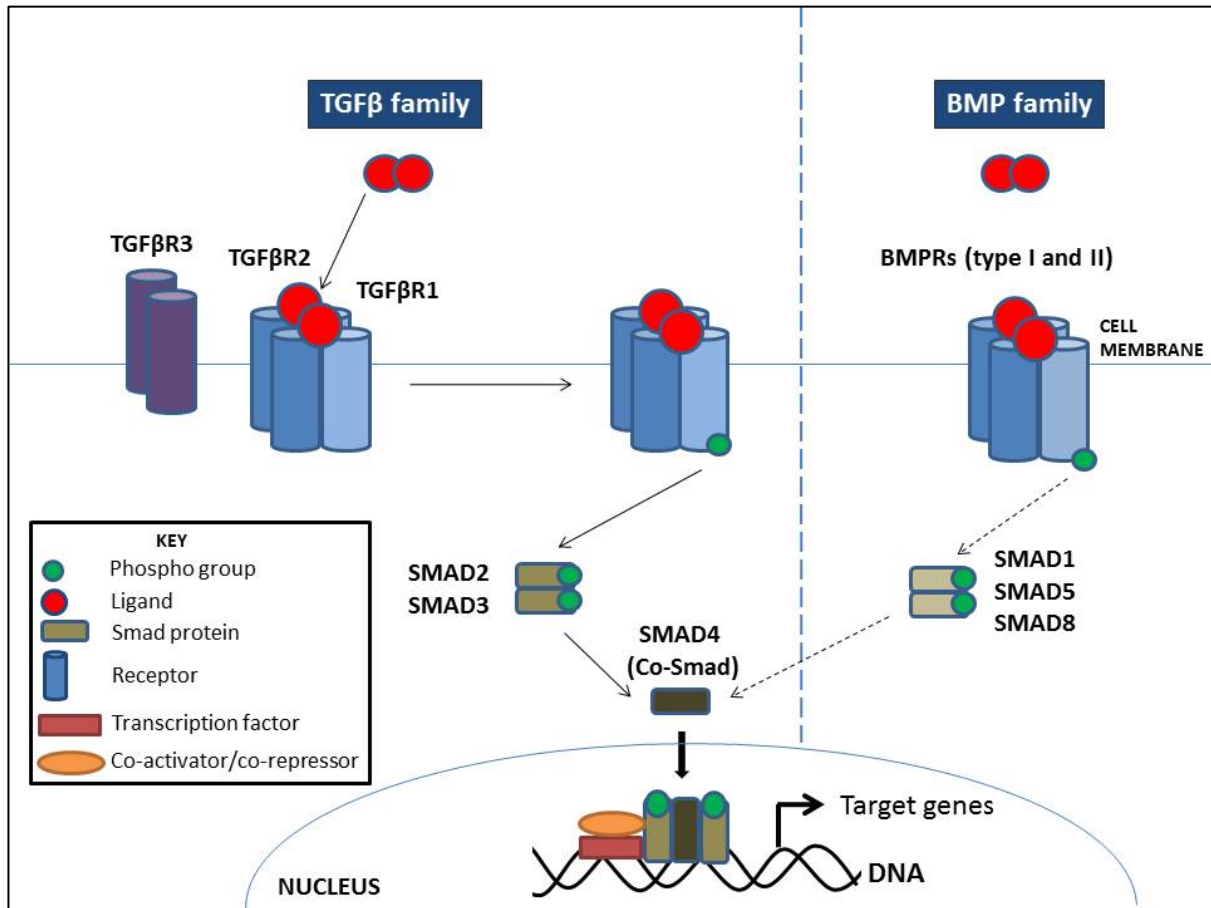 TGFβ family
BMP family
TGFβR3
TGFβR2
TGFβR1
BMPRs (type I and II)
CELL
MEMBRANE
KEY
Phospho group
Ligand
Smad protein
Receptor
Transcription factor
Co-activator/co-repressor
SMAD2
SMAD3
SMAD4
(Co-Smad)
SMAD1
SMAD5
SMAD8
Target genes
DNA
NUCLEUS